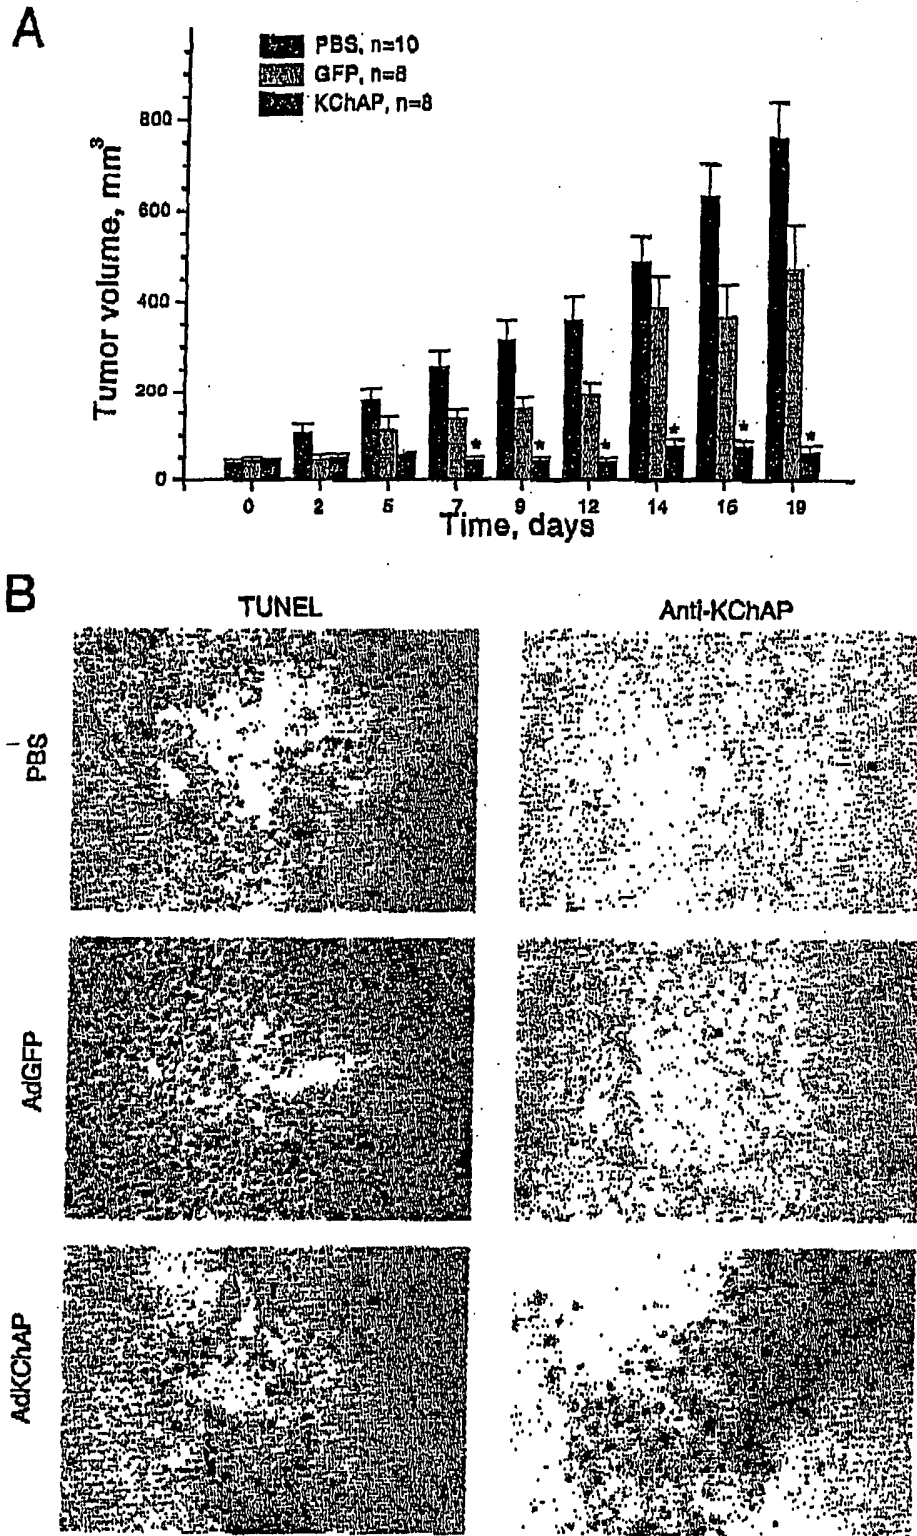 A
PBS, n=10
GFP, n=8
KChAP, n=8
Tumor volume, mm³
800
600
400
200
0
* * * * * *
0 2 5 7 9 12 14 16 19
Time, days
B
TUNEL Anti-KChAP
PBS
AdGFP
AdKChAP